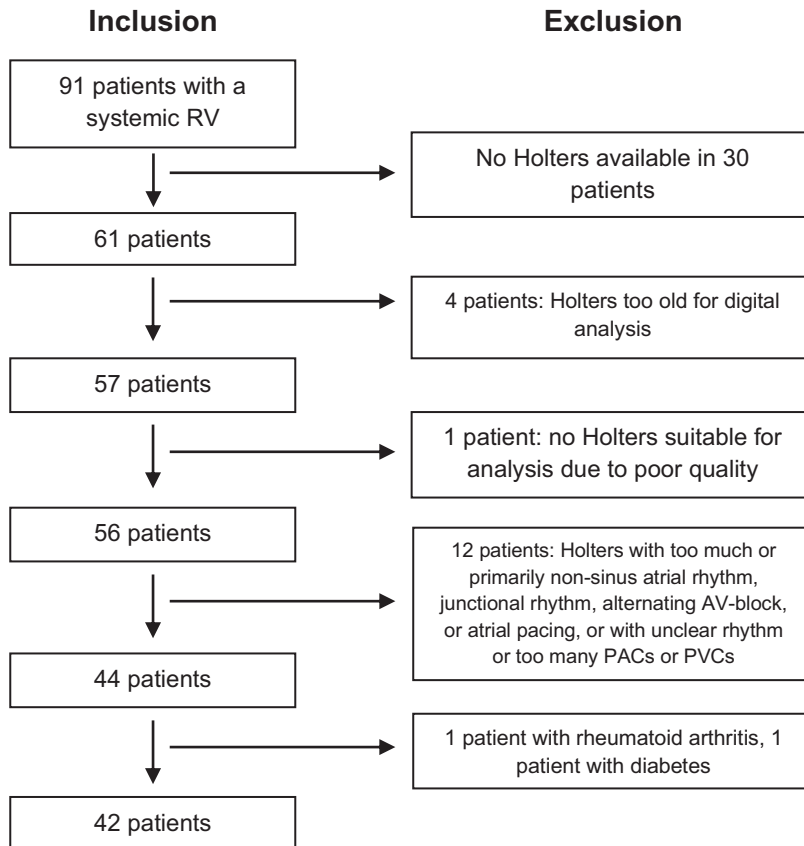 Inclusion
Exclusion
91 patients with a
systemic RV
No Holters available in 30
patients
61 patients
4 patients: Holters too old for digital
analysis
57 patients
1 patient: no Holters suitable for
analysis due to poor quality
56 patients
12 patients: Holters with too much or
primarily non-sinus atrial rhythm,
junctional rhythm, alternating AV-block,
or atrial pacing, or with unclear rhythm
or too many PACs or PVCs
44 patients
1 patient with rheumatoid arthritis, 1
patient with diabetes
42 patients